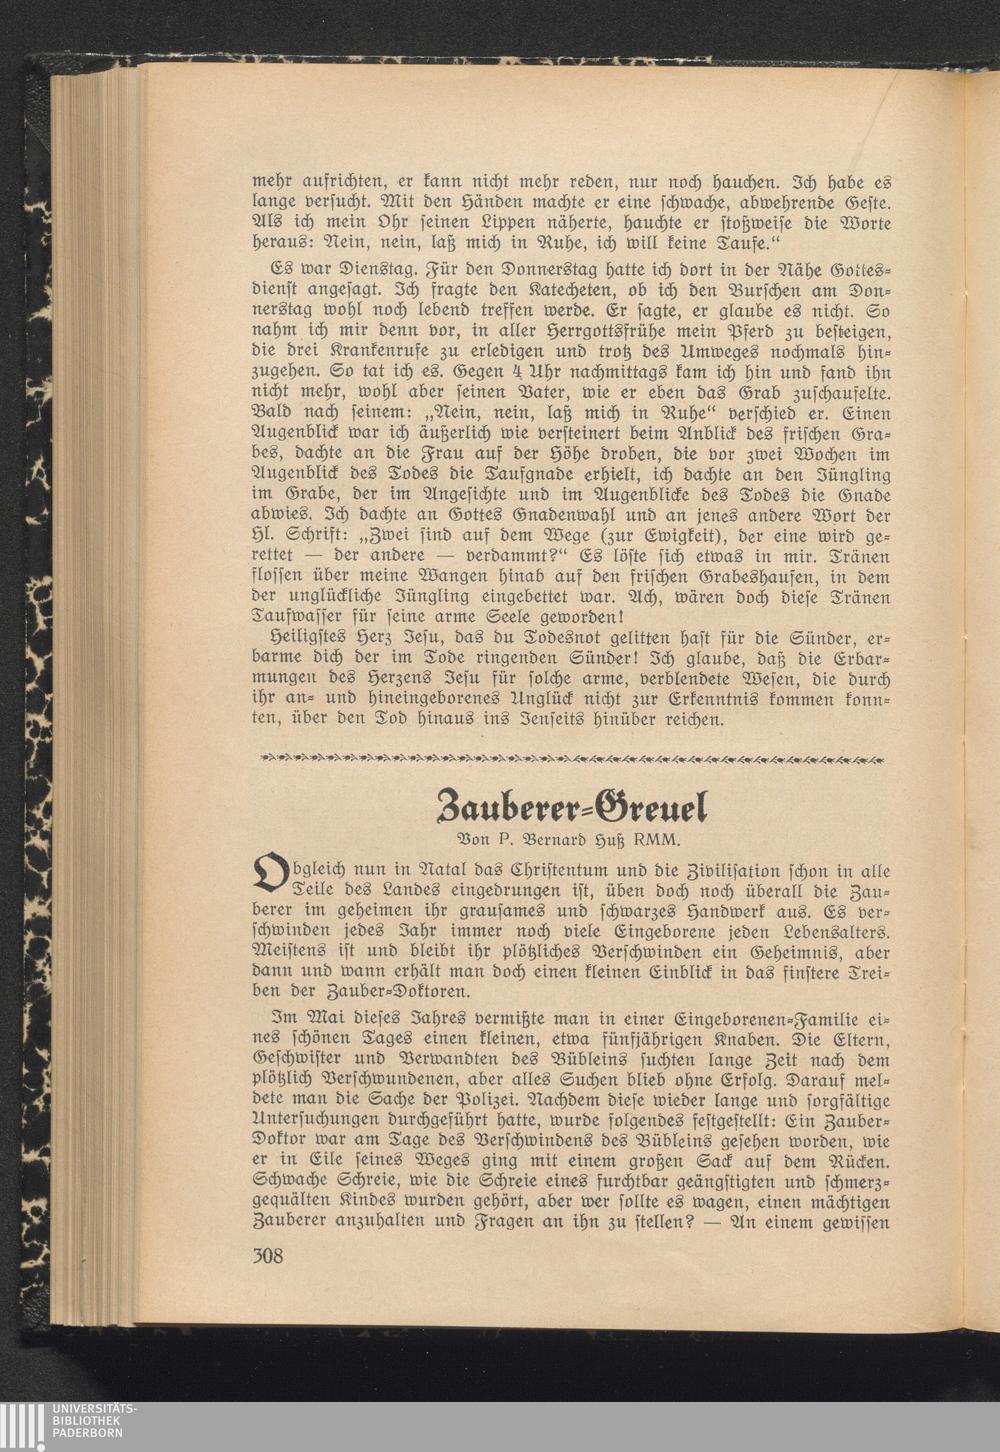 mehr aufrichten, er kann nicht mehr reden, nur noch hauchen. Ich habe es
lange versucht. Mit den Händen machte er eine schwache, abwehrende Geste.
Als ich mein Ohr seinen Lippen näherte, hauchte er stoßweise die Worte
heraus: Nein, nein, laß mich in Ruhe, ich will keine Taufe.“
Es war Dienstag. Für den Donnerstag hatte ich dort in der Nähe Gottes-
dienst angesagt. Ich fragte den Katecheten, ob ich den Burschen am Don-
nerstag wohl noch lebend treffen werde. Er sagte, er glaube es nicht. So
nahm ich mir denn vor, in aller Herrgottsfrühe mein Pferd zu besteigen,
die drei Krankenrufe zu erledigen und trotz des Umweges nochmals hin-
zugehen. So tat ich es. Gegen 4 Uhr nachmittags kam ich hin und fand ihn
nicht mehr, wohl aber seinen Vater, wie er eben das Grab zuschaufelte.
Bald nach seinem: „Nein, nein, laß mich in Ruhe“ verschied er. Einen
Augenblick war ich äußerlich wie versteinert beim Anblick des frischen Gra-
bes, dachte an die Frau auf der Höhe droben, die vor zwei Wochen im
Augenblick des Todes die Taufgnade erhielt, ich dachte an den Jüngling
im Grabe, der im Angesichte und im Augenblicke des Todes die Gnade
abwies. Ich dachte an Gottes Gnadenwahl und an jenes andere Wort der
Hl. Schrift: „Zwei sind auf dem Wege (zur Ewigkeit), der eine wird ge-
rettet — der andere — verdammt?“ Es löste sich etwas in mir. Tränen
flossen über meine Wangen hinab auf den frischen Grabeshaufen, in dem
der unglückliche Jüngling eingebettet war. Ach, wären doch diese Tränen
Taufwasser für seine arme Seele geworden!
Heiligstes Herz Jesu, das du Todesnot gelitten hast für die Sünder, er-
barme dich der im Tode ringenden Sünder! Ich glaube, daß die Erbar-
mungen des Herzens Jesu für solche arme, verblendete Wesen, die durch
ihr an- und hineingeborenes Unglück nicht zur Erkenntnis kommen konn-
ten, über den Tod hinaus ins Jenseits hinüber reichen.
Zauberer-Greuel
Von P. Bernard Huß RMM.
Obgleich nun in Natal das Christentum und die Zivilisation schon in alle
Teile des Landes eingedrungen ist, üben doch noch überall die Zau-
berer im geheimen ihr grausames und schwarzes Handwerk aus. Es ver-
schwinden jedes Jahr immer noch viele Eingeborene jeden Lebensalters.
Meistens ist und bleibt ihr plötzliches Verschwinden ein Geheimnis, aber
dann und wann erhält man doch einen kleinen Einblick in das finstere Trei-
ben der Zauber-Doktoren.
Im Mai dieses Jahres vermißte man in einer Eingeborenen-Familie ei-
nes schönen Tages einen kleinen, etwa fünfjährigen Knaben. Die Eltern,
Geschwister und Verwandten des Bübleins suchten lange Zeit nach dem
plötzlich Verschwundenen, aber alles Suchen blieb ohne Erfolg. Darauf mel-
dete man die Sache der Polizei. Nachdem diese wieder lange und sorgfältige
Untersuchungen durchgeführt hatte, wurde folgendes festgestellt: Ein Zauber-
Doktor war am Tage des Verschwindens des Bübleins gesehen worden, wie
er in Eile seines Weges ging mit einem großen Sack auf dem Rücken.
Schwache Schreie, wie die Schreie eines furchtbar geängstigten und schmerz-
gequälten Kindes wurden gehört, aber wer sollte es wagen, einen mächtigen
Zauberer anzuhalten und Fragen an ihn zu stellen? — An einem gewissen
308
UNIVERSITÄTS-
BIBLIOTHEK
PADERBORN